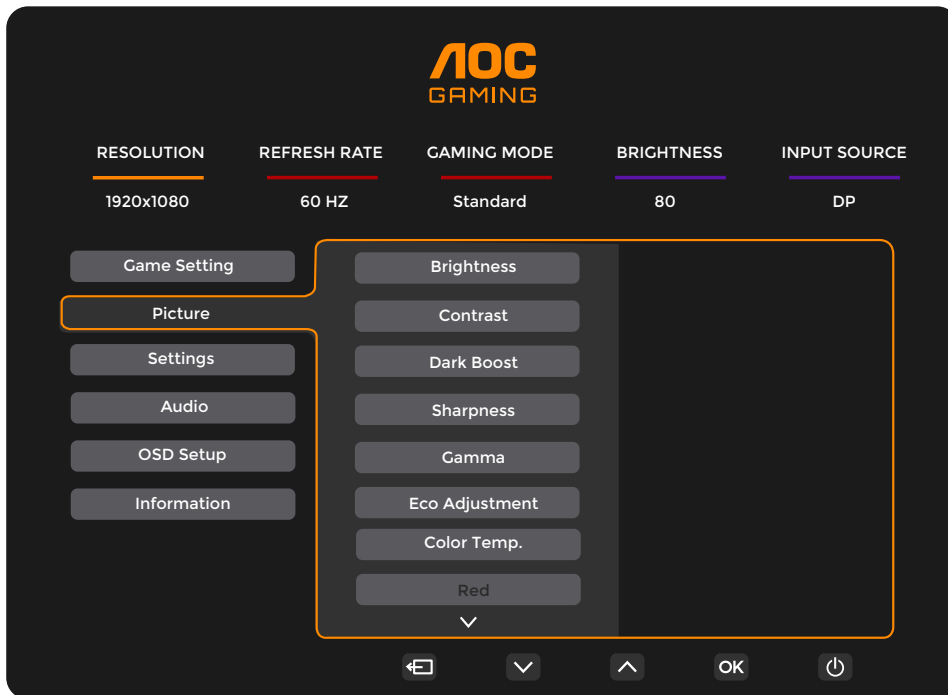 AOC
GAMING
RESOLUTION REFRESH RATE GAMING MODE BRIGHTNESS INPUT SOURCE
1920x1080 60 HZ Standard 80 DP
Game Setting
Picture
Settings
Audio
OSD Setup
Information
Brightness
Contrast
Dark Boost
Sharpness
Gamma
Eco Adjustment
Color Temp.
Red
OK